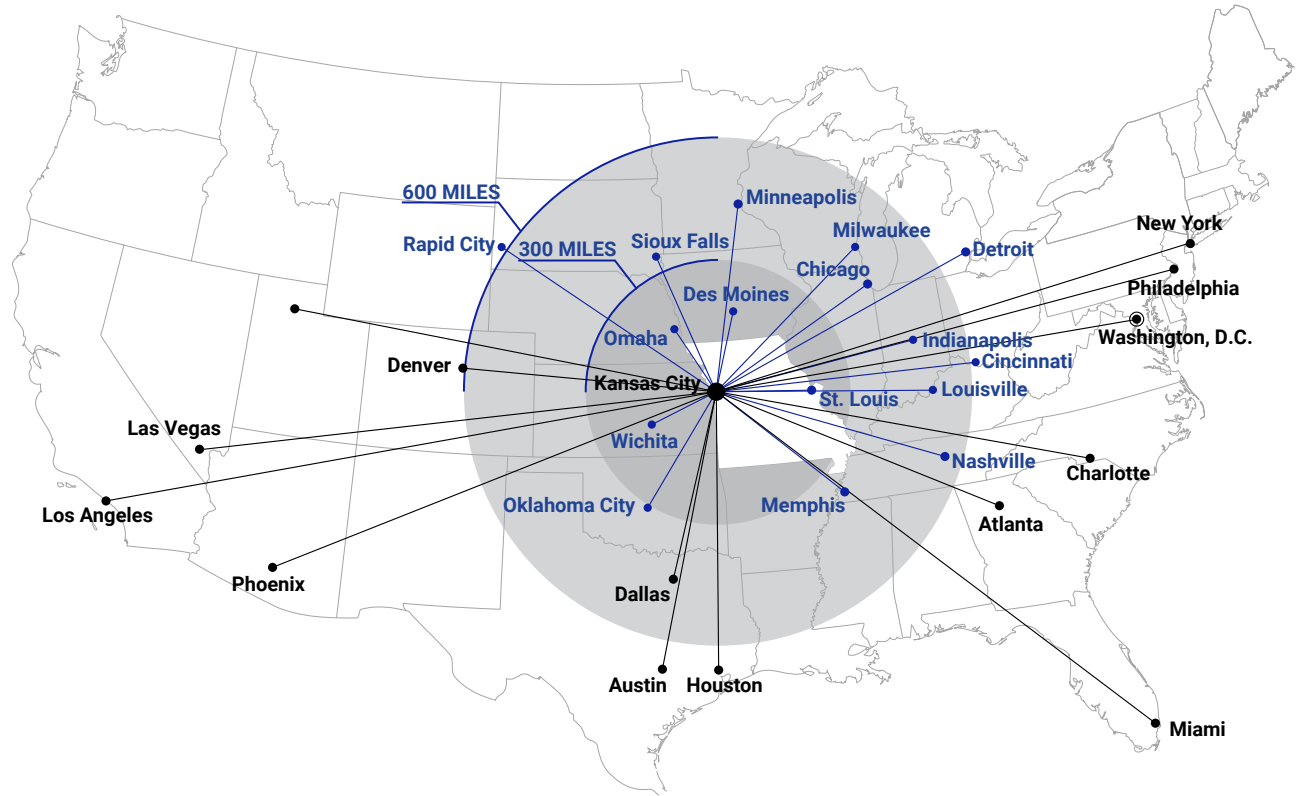 600 MILES
Minneapolis
New York
Milwaukee
Rapid City
Sioux Falls
300 MILES
Detroit
Chicago
Philadelphia
Des Moines
Omaha
Indianapolis
Washington, D.C.
Cincinnati
Denver
Kansas City
Louisville
St. Louis
Las Vegas
Wichita
Nashville
Charlotte
Oklahoma City
Memphis
Los Angeles
Atlanta
Phoenix
Dallas
Austin
Houston
Miami